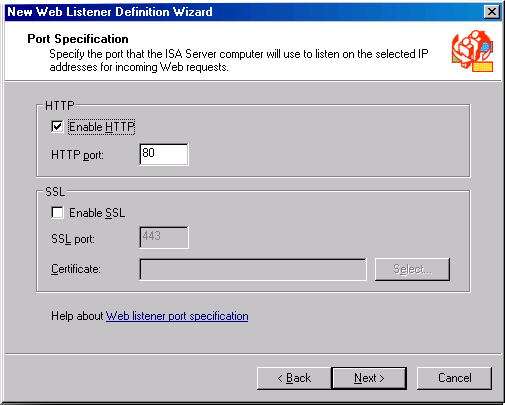 New Web Listener Definition Wizard
Port Specification
Specify the port that the ISA Server computer will use to listen on the selected IP
addresses for incoming Web requests.
HTTP
Enable HTTP
HTTP port: 80
SSL
Enable SSL
SSL port: 443
Certificate: Select...
Help about Web listener port specification
< Back Next > Cancel